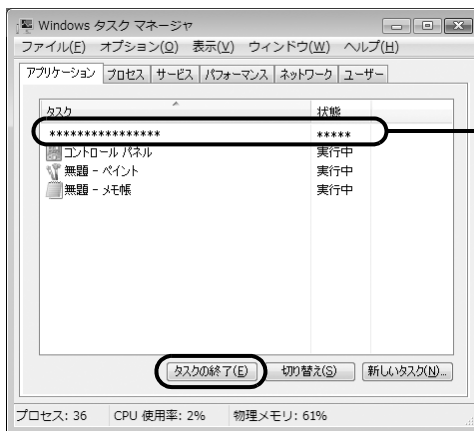 Windows タスク マネージャ
ファイル(F) オプション(O) 表示(V) ウィンドウ(W) ヘルプ(H)
アプリケーション プロセス サービス パフォーマンス ネットワーク ユーザー
タスク 状態
**************** *****
コントロール パネル 実行中
無題 - ペイント 実行中
無題 - メモ帳 実行中
タスクの終了(E) 切り替え(S) 新しいタスク(N)...
プロセス: 36 CPU 使用率: 2% 物理メモリ: 61%